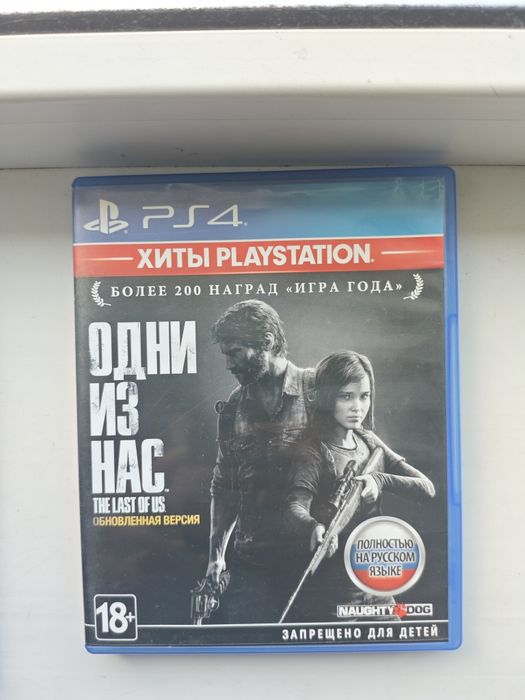 PS4
ХИТЫ PLAYSTATION
БОЛЕЕ 200 НАГРАД «ИГРА ГОДА»
ОДНИ
ИЗ
НАС
THE LAST OF US
ОБНОВЛЕННАЯ ВЕРСИЯ
ПОЛНОСТЬЮ
НА РУССКОМ
ЯЗЫКЕ
18+
NAUGHTY DOG
ЗАПРЕЩЕНО ДЛЯ ДЕТЕЙ